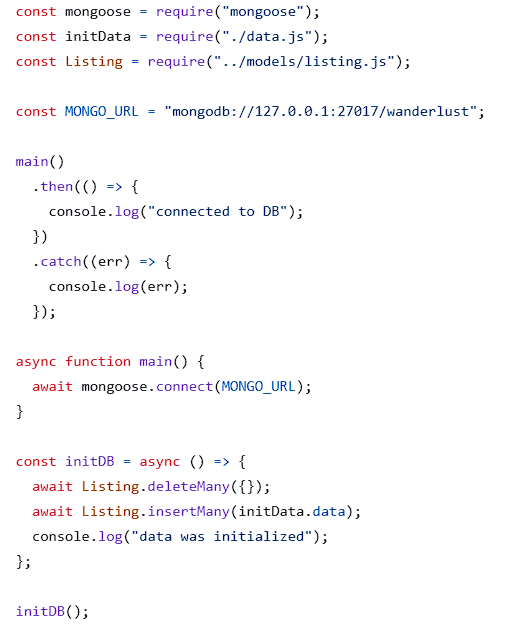 const mongoose = require("mongoose");
const initData = require("./data.js");
const Listing = require("../models/listing.js");

const MONGO_URL = "mongodb://127.0.0.1:27017/wanderlust";

main()
  .then(() => {
    console.log("connected to DB");
  })
  .catch((err) => {
    console.log(err);
  });

async function main() {
  await mongoose.connect(MONGO_URL);
}

const initDB = async () => {
  await Listing.deleteMany({});
  await Listing.insertMany(initData.data);
  console.log("data was initialized");
};

initDB();